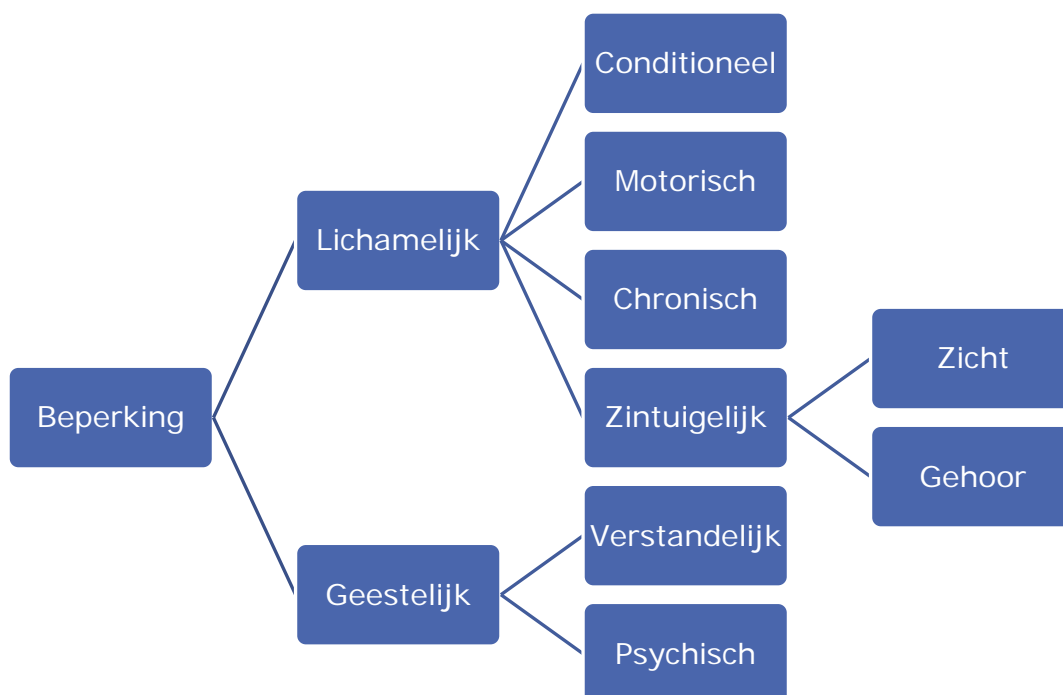 Beperking
Lichamelijk
Conditioneel
Motorisch
Chronisch
Zintuigelijk
Zicht
Gehoor
Geestelijk
Verstandelijk
Psychisch